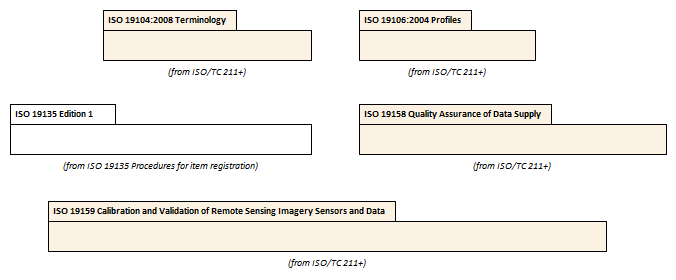 ISO 19104:2008 Terminology
(from ISO/TC 211+)
ISO 19106:2004 Profiles
(from ISO/TC 211+)
ISO 19135 Edition 1
(from ISO 19135 Procedures for item registration)
ISO 19158 Quality Assurance of Data Supply
(from ISO/TC 211+)
ISO 19159 Calibration and Validation of Remote Sensing Imagery Sensors and Data
(from ISO/TC 211+)